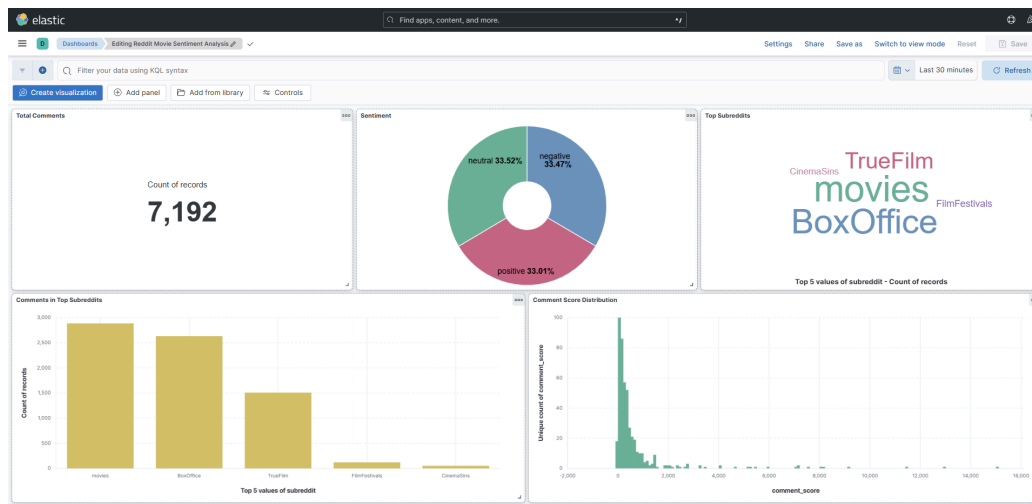 elastic
Find apps, content, and more.
*/
D
Dashboards
Editing Reddit Movie Sentiment Analysis
Settings
Share
Save as
Switch to view mode
Reset
Save
Filter your data using KQL syntax
Last 30 minutes
Refresh
Create visualization
Add panel
Add from library
Controls
Total Comments
Count of records
7,192
Sentiment
neutral 33.52%
negative
33.47%
positive 33.01%
Top Subreddits
TrueFilm
CinemaSins
movies
FilmFestivals
BoxOffice
Top 5 values of subreddit - Count of records
Comments in Top Subreddits
Count of records
3,000
2,500
2,000
1,500
1,000
500
0
movies
BoxOffice
TrueFilm
FilmFestivals
CinemaSins
Top 5 values of subreddit
Comment Score Distribution
Unique count of comment_score
100
80
60
40
20
0
-2,000
0
2,000
4,000
6,000
8,000
10,000
12,000
14,000
16,000
comment_score